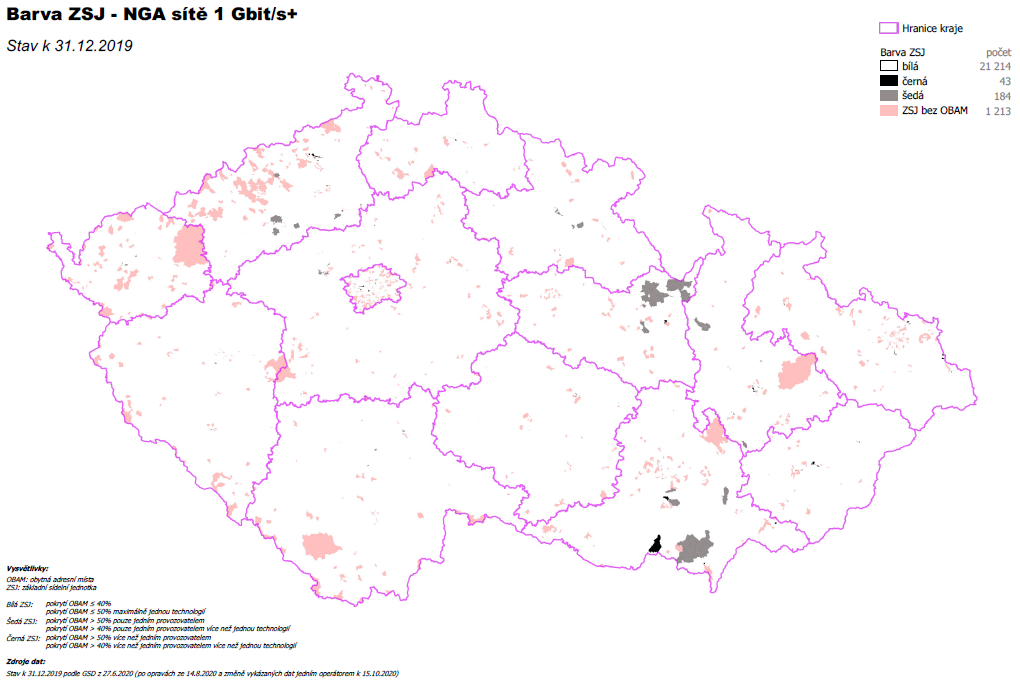 Barva ZSJ - NGA sítě 1 Gbit/s+
Stav k 31.12.2019
Hranice kraje
Barva ZSJ počet
bílá 21 214
černá 43
šedá 184
ZSJ bez OBAM 1 213
Vysvětlivky:
OBAM: obytná adresní místa
ZSJ: základní sídelní jednotka
Bílá ZSJ: pokrytí OBAM ≤ 40%
pokrytí OBAM ≤ 50% maximálně jednou technologií
Šedá ZSJ: pokrytí OBAM > 50% pouze jedním provozovatelem
pokrytí OBAM > 40% pouze jedním provozovatelem více než jednou technologií
Černá ZSJ: pokrytí OBAM > 50% více než jedním provozovatelem
pokrytí OBAM > 40% více než jedním provozovatelem více než jednou technologií
Zdroje dat:
Stav k 31.12.2019 podle GSD z 27.6.2020 (po opravách ze 14.8.2020 a změně vykázaných dat jedním operátorem k 15.10.2020)